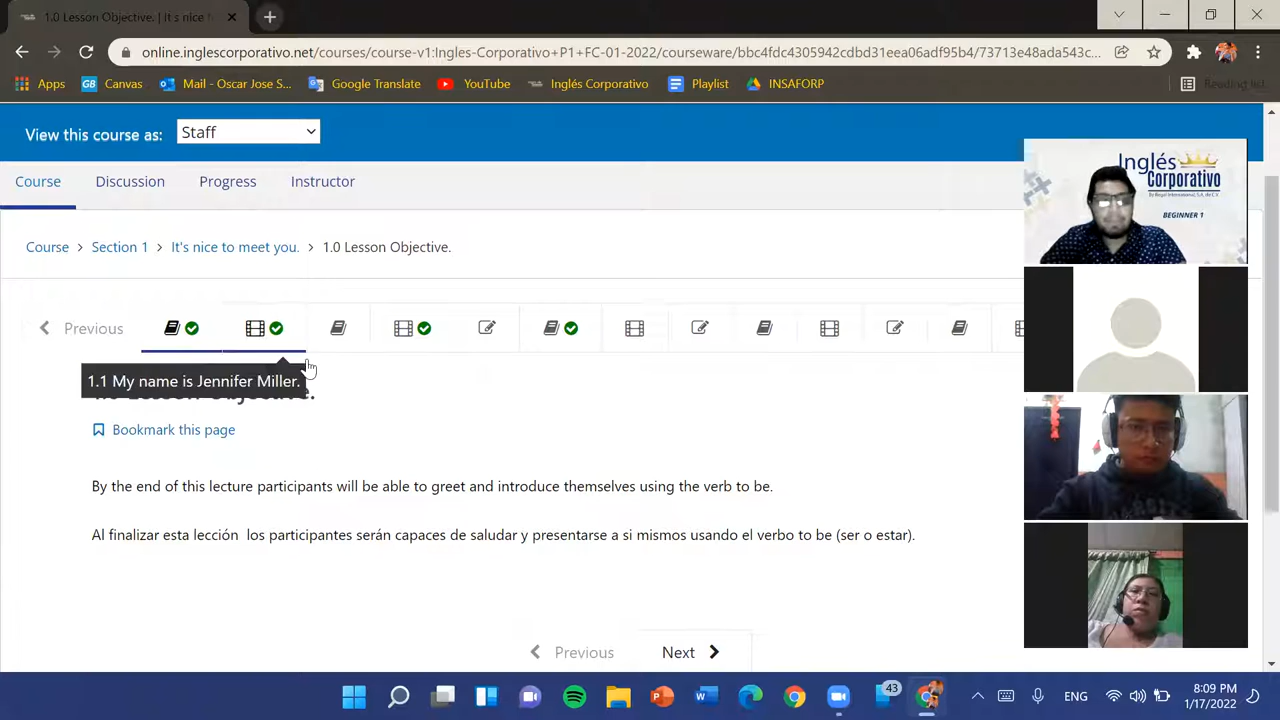 1.0 Lesson Objective. | It's nice
online.inglescorporativo.net/courses/course-v1:Ingles-Corporativo+P1+FC-01-2022/courseware/bbc4fdc4305942cdbd31eea06adf95b4/73713e48ada543c...
Apps GB Canvas Mail - Oscar Jose S... Google Translate YouTube Inglés Corporativo Playlist INSAFORP Reading list
View this course as: Staff
Course Discussion Progress Instructor
Inglés
Corporativo
BEGINNER 1
Course > Section 1 > It's nice to meet you. > 1.0 Lesson Objective.
Previous
1.1 My name is Jennifer Miller.
Bookmark this page
By the end of this lecture participants will be able to greet and introduce themselves using the verb to be.
Al finalizar esta lección los participantes serán capaces de saludar y presentarse a si mismos usando el verbo to be (ser o estar).
Previous Next
43 ENG 8:09 PM
1/17/2022